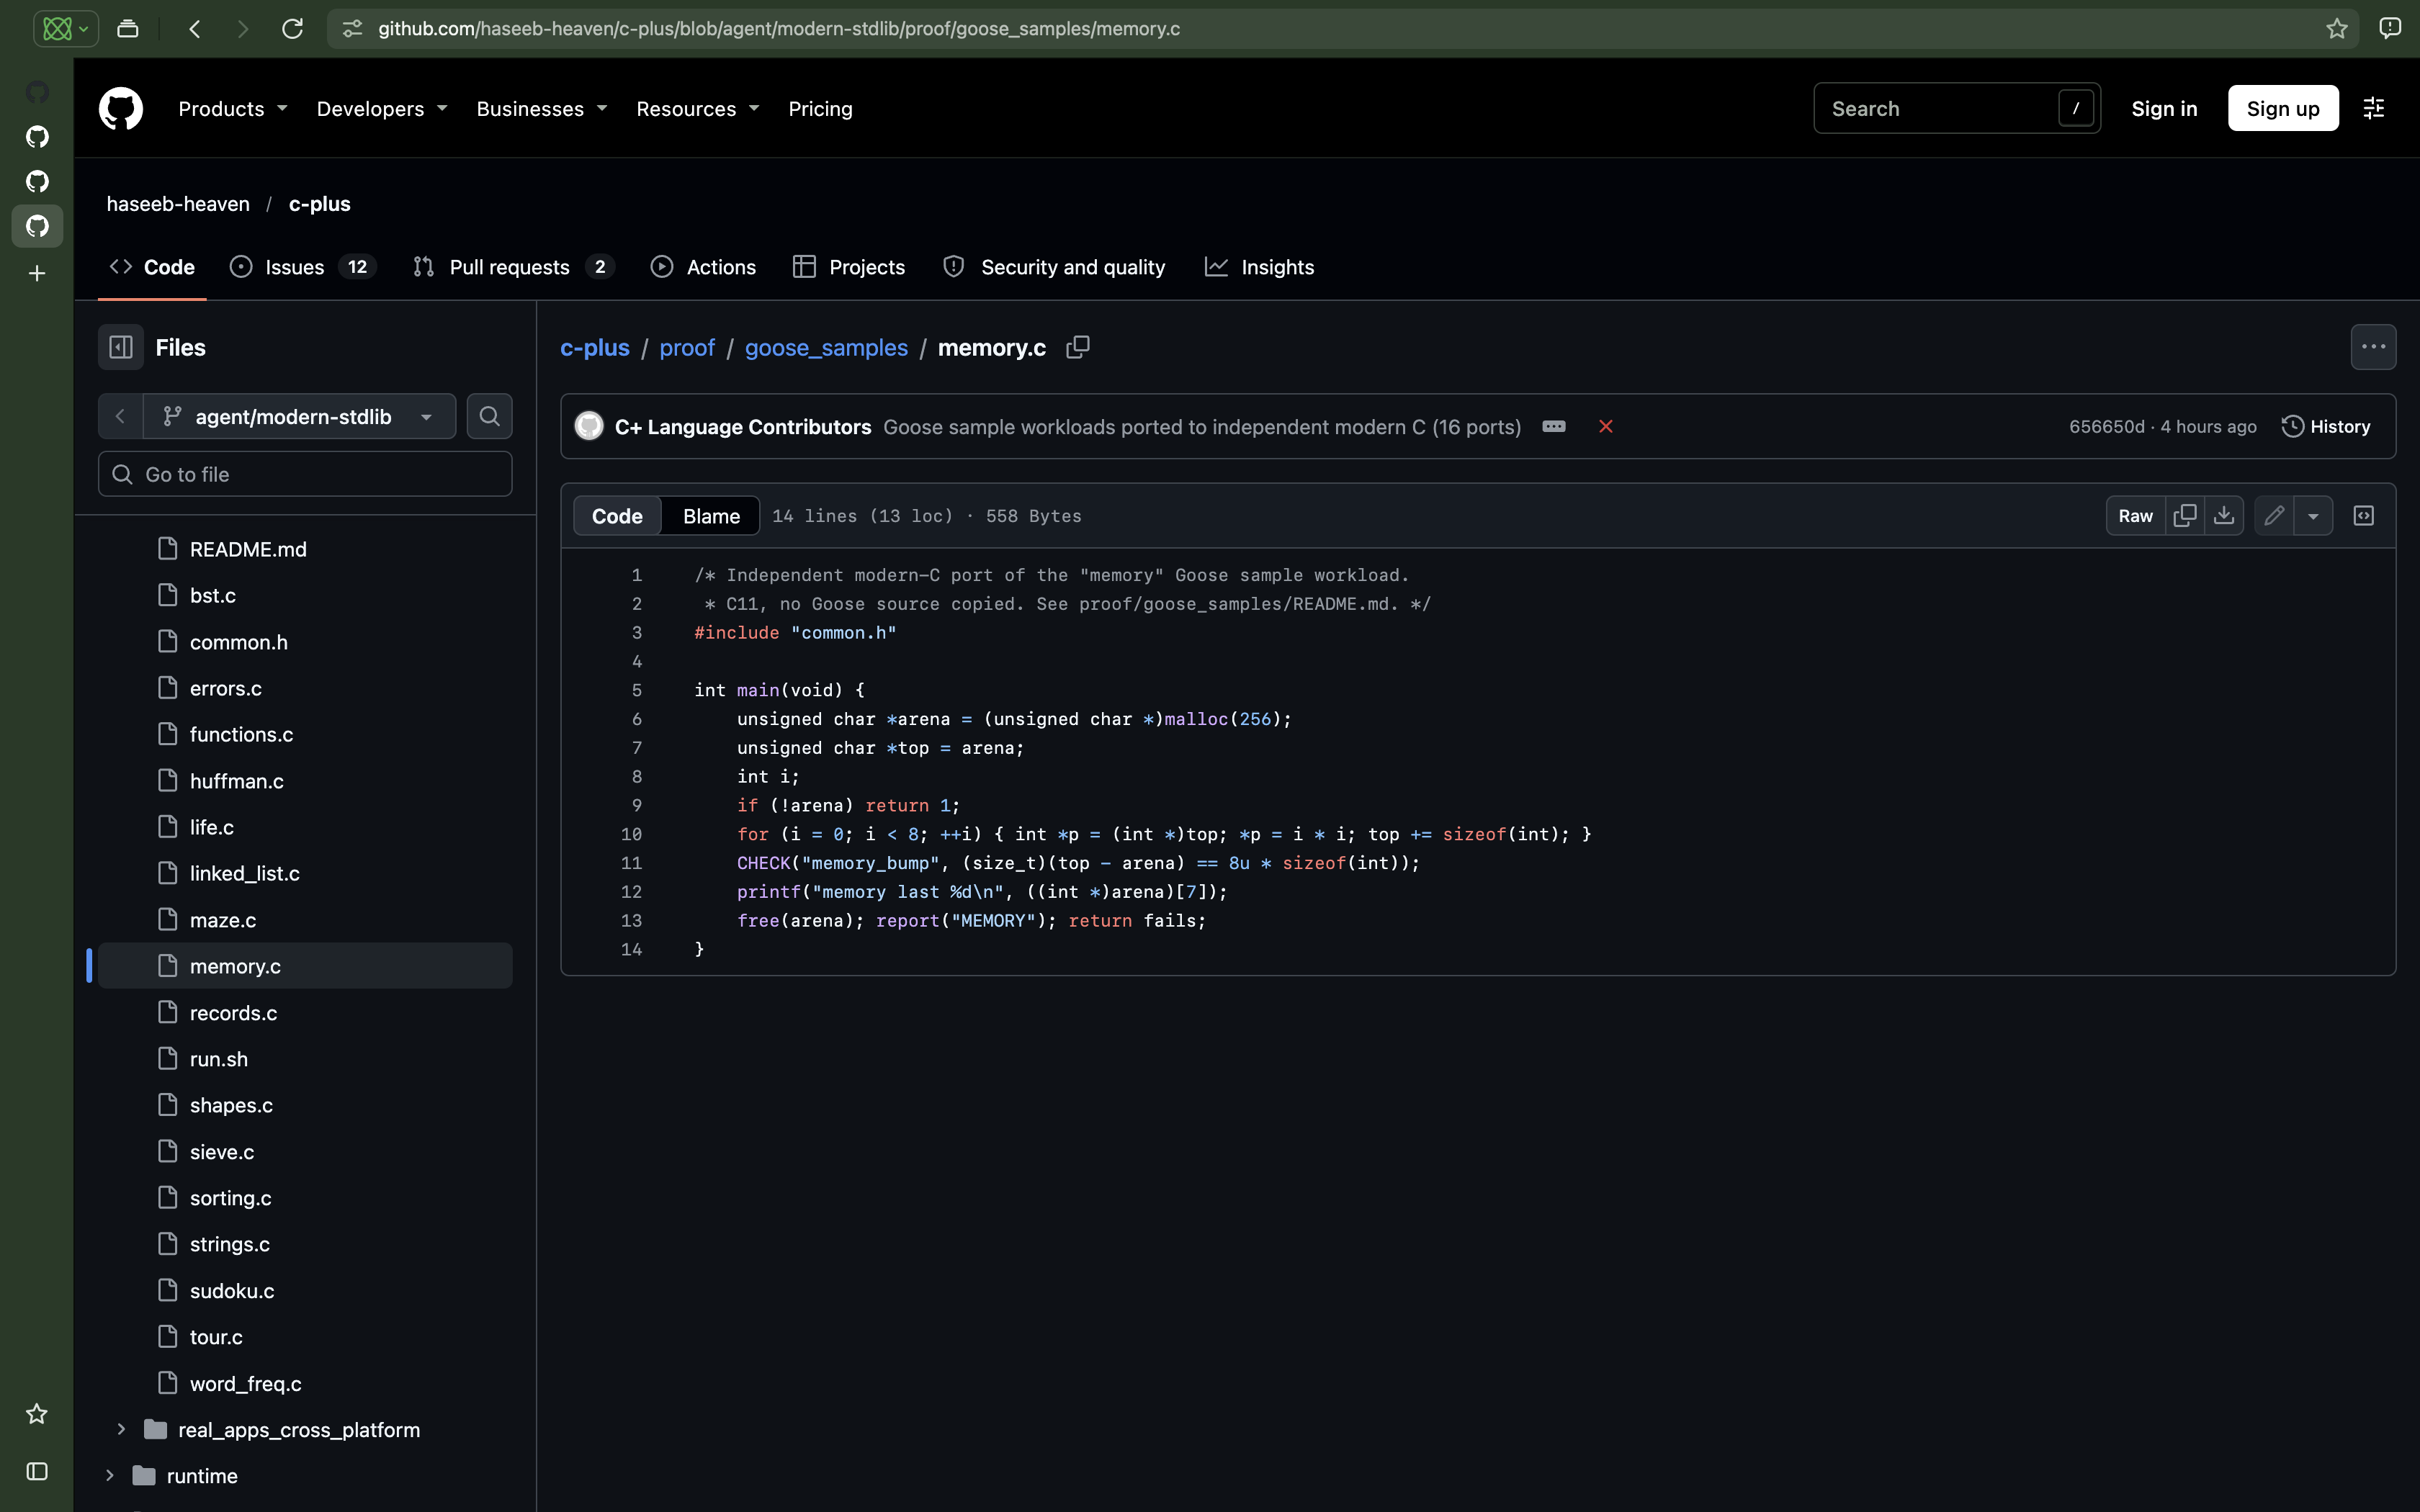 github.com/haseeb-heaven/c-plus/blob/agent/modern-stdlib/proof/goose_samples/memory.c
Products Developers Businesses Resources Pricing
Search / Sign in Sign up
haseeb-heaven / c-plus
Code Issues 12 Pull requests 2 Actions Projects Security and quality Insights
Files
agent/modern-stdlib
Go to file
README.md
bst.c
common.h
errors.c
functions.c
huffman.c
life.c
linked_list.c
maze.c
memory.c
records.c
run.sh
shapes.c
sieve.c
sorting.c
strings.c
sudoku.c
tour.c
word_freq.c
real_apps_cross_platform
runtime
c-plus / proof / goose_samples / memory.c
C+ Language Contributors Goose sample workloads ported to independent modern C (16 ports) 656650d · 4 hours ago History
Code Blame 14 lines (13 loc) · 558 Bytes Raw
1 /* Independent modern-C port of the "memory" Goose sample workload.
2  * C11, no Goose source copied. See proof/goose_samples/README.md. */
3 #include "common.h"
4
5 int main(void) {
6     unsigned char *arena = (unsigned char *)malloc(256);
7     unsigned char *top = arena;
8     int i;
9     if (!arena) return 1;
10     for (i = 0; i < 8; ++i) { int *p = (int *)top; *p = i * i; top += sizeof(int); }
11     CHECK("memory_bump", (size_t)(top - arena) == 8u * sizeof(int));
12     printf("memory last %d\n", ((int *)arena)[7]);
13     free(arena); report("MEMORY"); return fails;
14 }